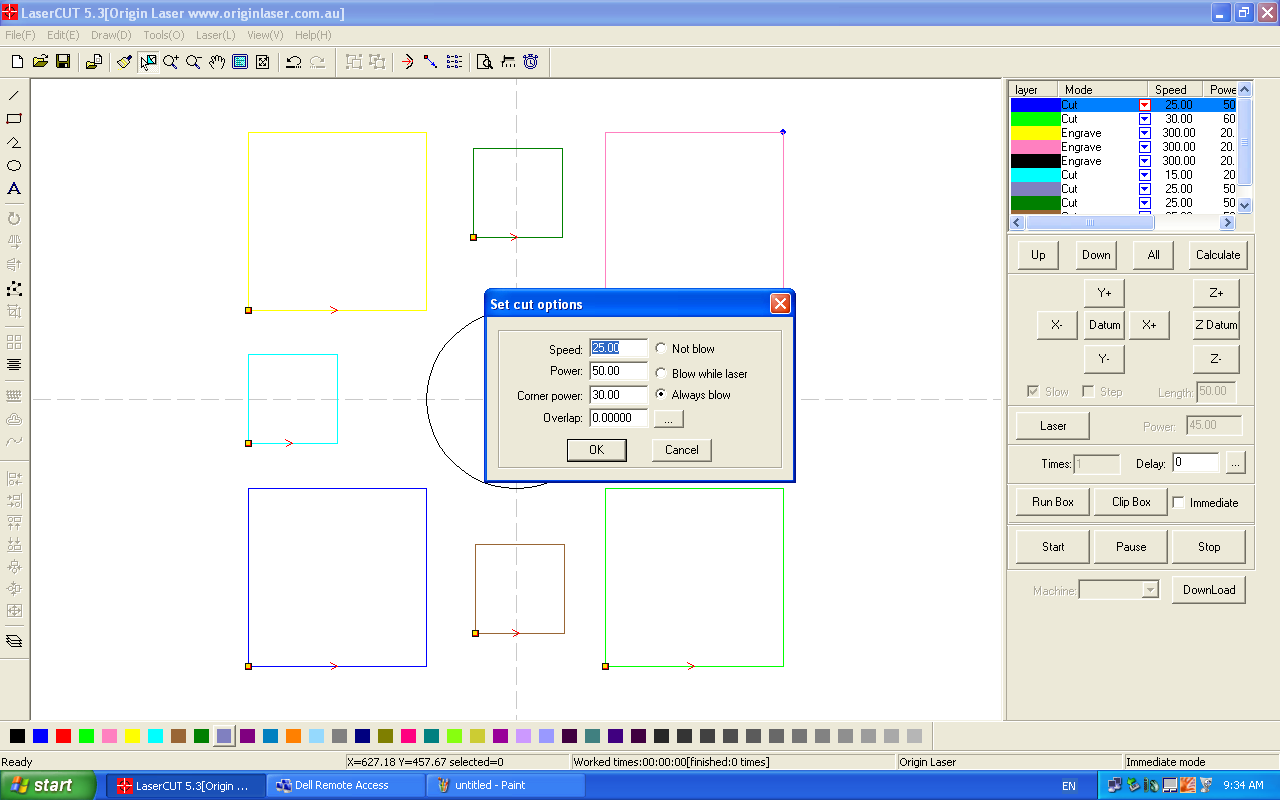 LaserCUT 5.3[Origin Laser www.originlaser.com.au]
File(F) Edit(E) Draw(D) Tools(O) Laser(L) View(V) Help(H)
layer Mode Speed Powe
Cut 25.00 50
Cut 30.00 60
Engrave 300.00 20.
Engrave 300.00 20.
Engrave 300.00 20.
Cut 15.00 20
Cut 25.00 50
Cut 25.00 50
Up Down All Calculate
Y+ Z+
X- Datum X+ Z Datum
Y- Z-
Slow Step Length: 50.00
Laser Power: 45.00
Times: 1 Delay: 0 ...
Run Box Clip Box Immediate
Start Pause Stop
Machine: DownLoad
Set cut options
Speed: 25.00 Not blow
Power: 50.00 Blow while laser
Corner power: 30.00 Always blow
Overlap: 0.00000 ...
OK Cancel
Ready X=627.18 Y=457.67 selected=0 Worked times:00:00:00[finished:0 times] Origin Laser Immediate mode
start LaserCUT 5.3[Origin ... Dell Remote Access untitled - Paint EN 9:34 AM